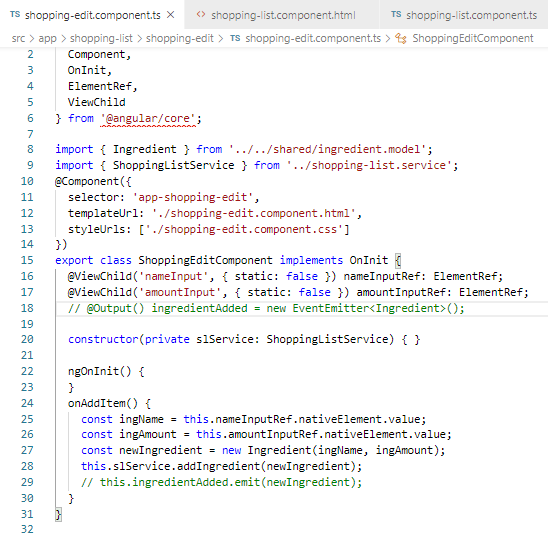 TS shopping-edit.component.ts × <> shopping-list.component.html TS shopping-list.component.ts
src > app > shopping-list > shopping-edit > TS shopping-edit.component.ts > ShoppingEditComponent
2 Component,
3 OnInit,
4 ElementRef,
5 ViewChild
6 } from '@angular/core';
7
8 import { Ingredient } from '../../shared/ingredient.model';
9 import { ShoppingListService } from '../shopping-list.service';
10 @Component({
11 selector: 'app-shopping-edit',
12 templateUrl: './shopping-edit.component.html',
13 styleUrls: ['./shopping-edit.component.css']
14 })
15 export class ShoppingEditComponent implements OnInit {
16 @ViewChild('nameInput', { static: false }) nameInputRef: ElementRef;
17 @ViewChild('amountInput', { static: false }) amountInputRef: ElementRef;
18 // @Output() ingredientAdded = new EventEmitter<Ingredient>();
19
20 constructor(private slService: ShoppingListService) { }
21
22 ngOnInit() {
23 }
24 onAddItem() {
25 const ingName = this.nameInputRef.nativeElement.value;
26 const ingAmount = this.amountInputRef.nativeElement.value;
27 const newIngredient = new Ingredient(ingName, ingAmount);
28 this.slService.addIngredient(newIngredient);
29 // this.ingredientAdded.emit(newIngredient);
30 }
31 }
32